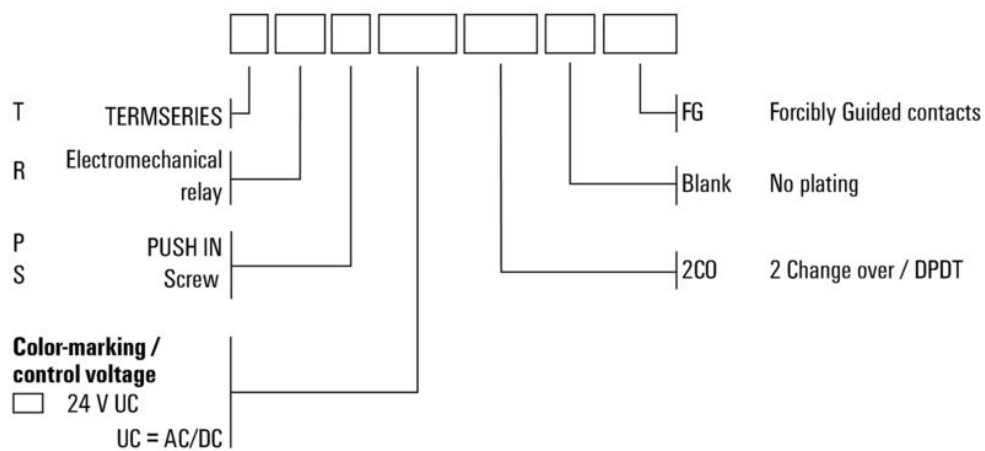 T TERMSERIES
R Electromechanical
relay
P PUSH IN
S Screw
Color-marking /
control voltage
24 V UC
UC = AC/DC
FG Forcibly Guided contacts
Blank No plating
2CO 2 Change over / DPDT